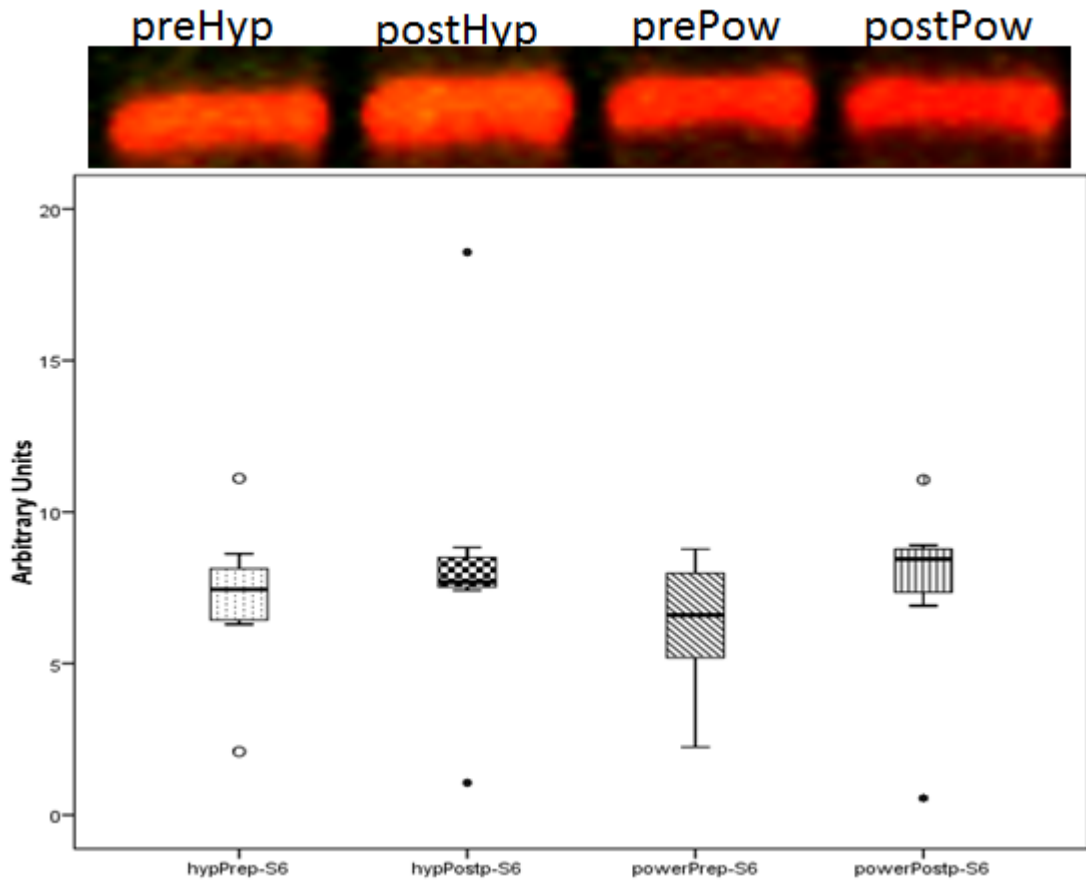 preHyp postHyp prePow postPow
20
15
10
5
0
Arbitrary Units
hypPrep-S6 hypPostp-S6 powerPrep-S6 powerPostp-S6